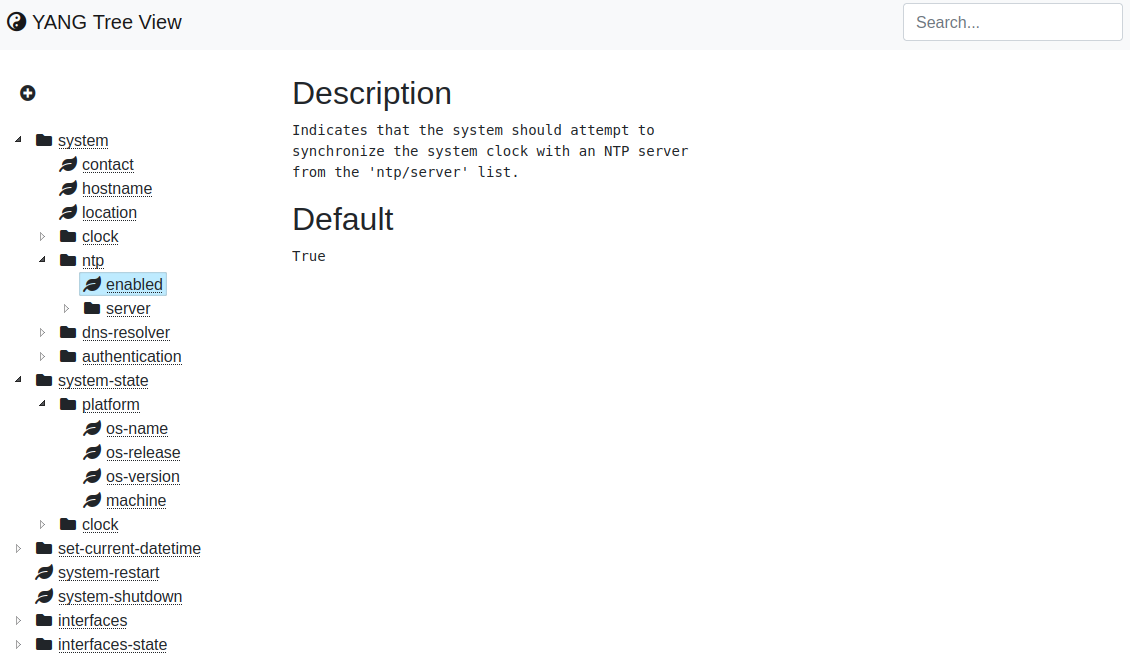 YANG Tree View
Search...
system
contact
hostname
location
clock
ntp
enabled
server
dns-resolver
authentication
system-state
platform
os-name
os-release
os-version
machine
clock
set-current-datetime
system-restart
system-shutdown
interfaces
interfaces-state
Description
Indicates that the system should attempt to
synchronize the system clock with an NTP server
from the 'ntp/server' list.
Default
True